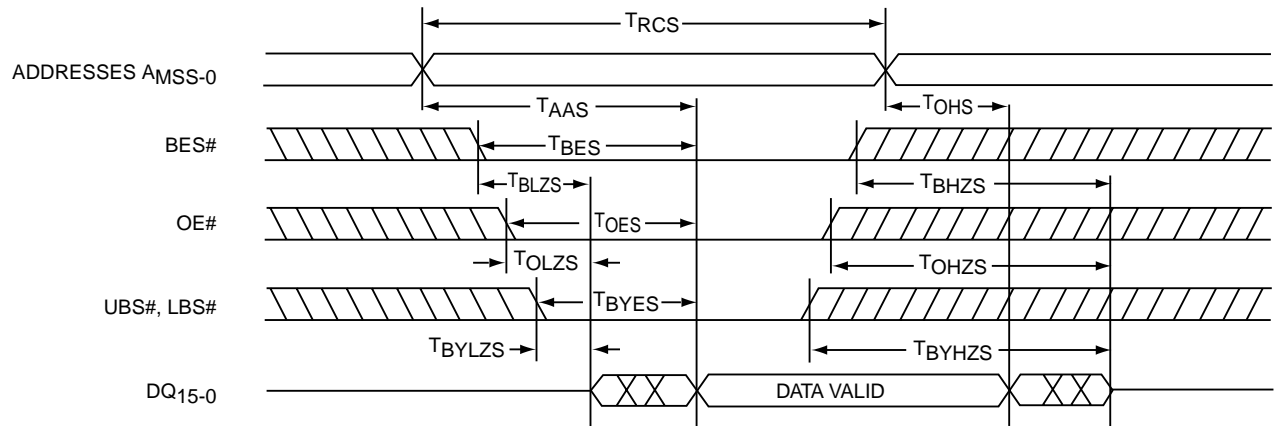 TRCS
ADDRESSES AMSS-0
TAAS
TOHS
BES#
TBES
TBLZS
TBHZS
OE#
TOES
TOLZS
TOHZS
UBS#, LBS#
TBYES
TBYLZS
TBYHZS
DQ15-0
DATA VALID